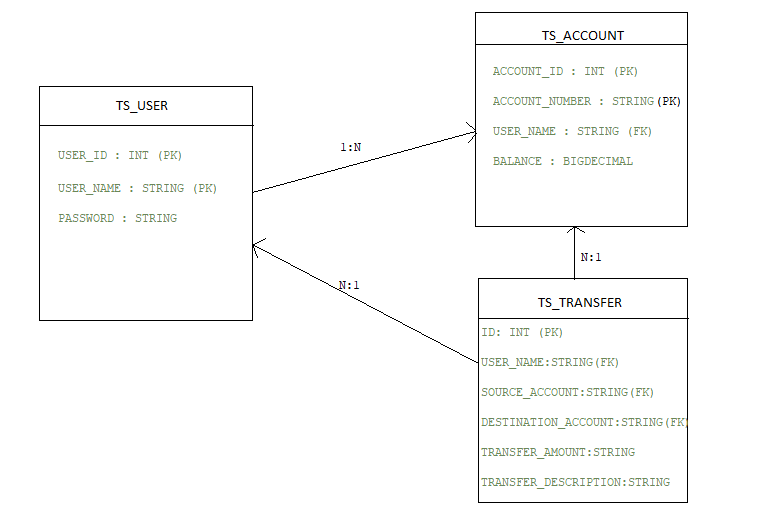 TS_USER
USER_ID : INT (PK)
USER_NAME : STRING (PK)
PASSWORD : STRING
1:N
TS_ACCOUNT
ACCOUNT_ID : INT (PK)
ACCOUNT_NUMBER : STRING(PK)
USER_NAME : STRING (FK)
BALANCE : BIGDECIMAL
N:1
N:1
TS_TRANSFER
ID: INT (PK)
USER_NAME:STRING(FK)
SOURCE_ACCOUNT:STRING(FK)
DESTINATION_ACCOUNT:STRING(FK)
TRANSFER_AMOUNT:STRING
TRANSFER_DESCRIPTION:STRING